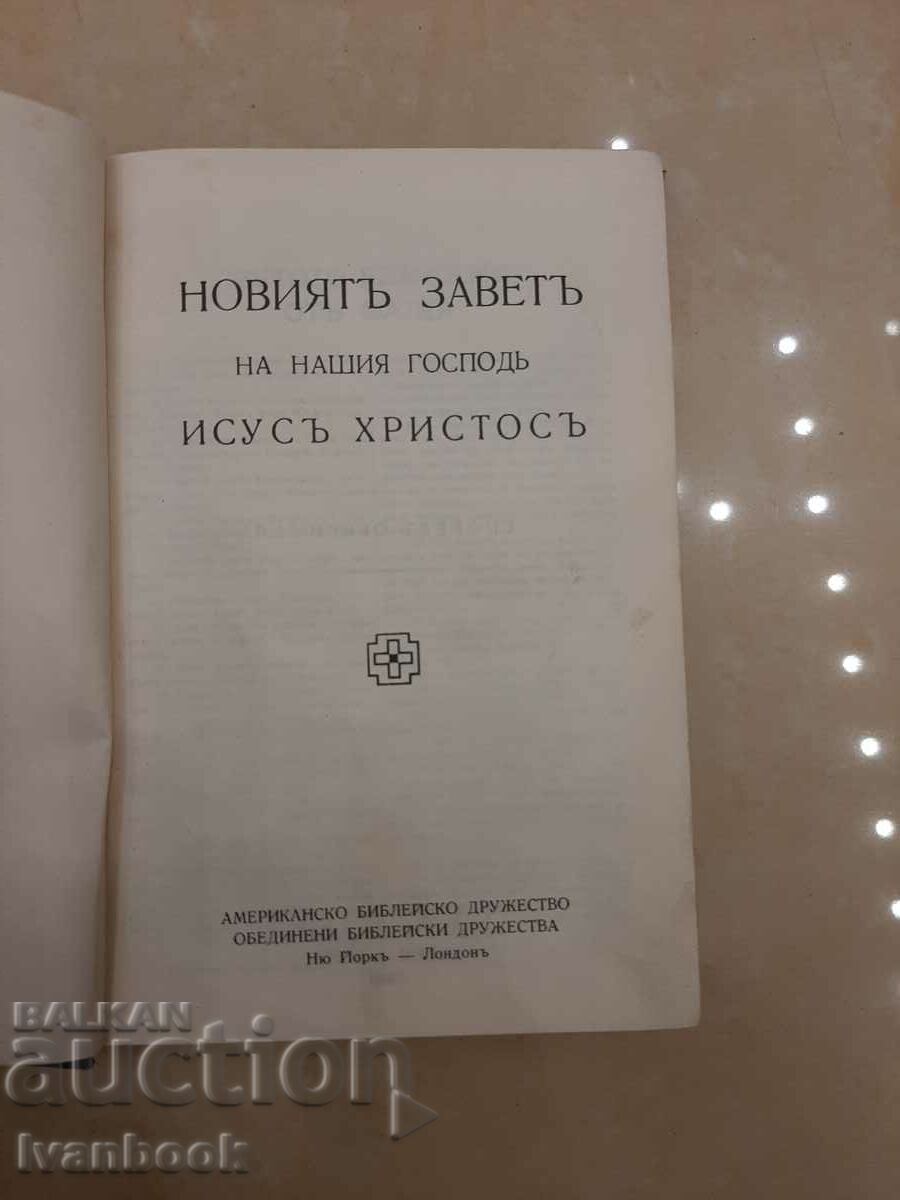 НОВИЯТЪ ЗАВЕТЪ
НА НАШИЯ ГОСПОДЬ
ИСУСЪ ХРИСТОСЪ
АМЕРИКАНСКО БИБЛЕЙСКО ДРУЖЕСТВО
ОБЕДИНЕНИ БИБЛЕЙСКИ ДРУЖЕСТВА
Ню Йоркъ — Лондонъ
BALKAN
auction
Ivanbook